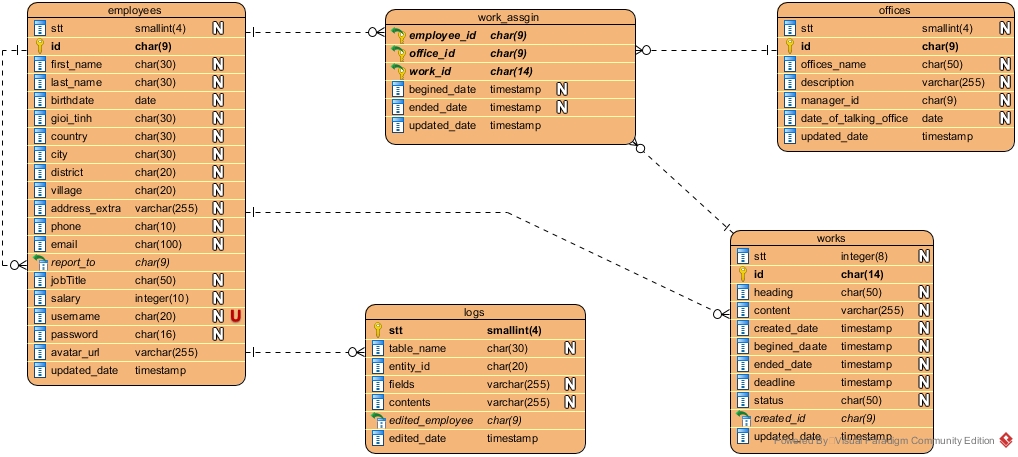 employees
stt smallint(4) N
id char(9)
first_name char(30) N
last_name char(30) N
birthdate date N
gioi_tinh char(30) N
country char(30) N
city char(30) N
district char(20) N
village char(20) N
address_extra varchar(255) N
phone char(10) N
email char(100) N
report_to char(9)
jobTitle char(50) N
salary integer(10) N
username char(20) N U
password char(16) N
avatar_url varchar(255)
updated_date timestamp
work_assgin
employee_id char(9)
office_id char(9)
work_id char(14)
begined_date timestamp N
ended_date timestamp N
updated_date timestamp
offices
stt smallint(4) N
id char(9)
offices_name char(50) N
description varchar(255) N
manager_id char(9) N
date_of_talking_office date N
updated_date timestamp
logs
stt smallint(4)
table_name char(30) N
entity_id char(20)
fields varchar(255) N
contents varchar(255) N
edited_employee char(9)
edited_date timestamp
works
stt integer(8) N
id char(14)
heading char(50) N
content varchar(255) N
created_date timestamp N
begined_daate timestamp N
ended_date timestamp N
deadline timestamp N
status char(50) N
created_id char(9)
updated_date timestamp
Powered By Visual Paradigm Community Edition